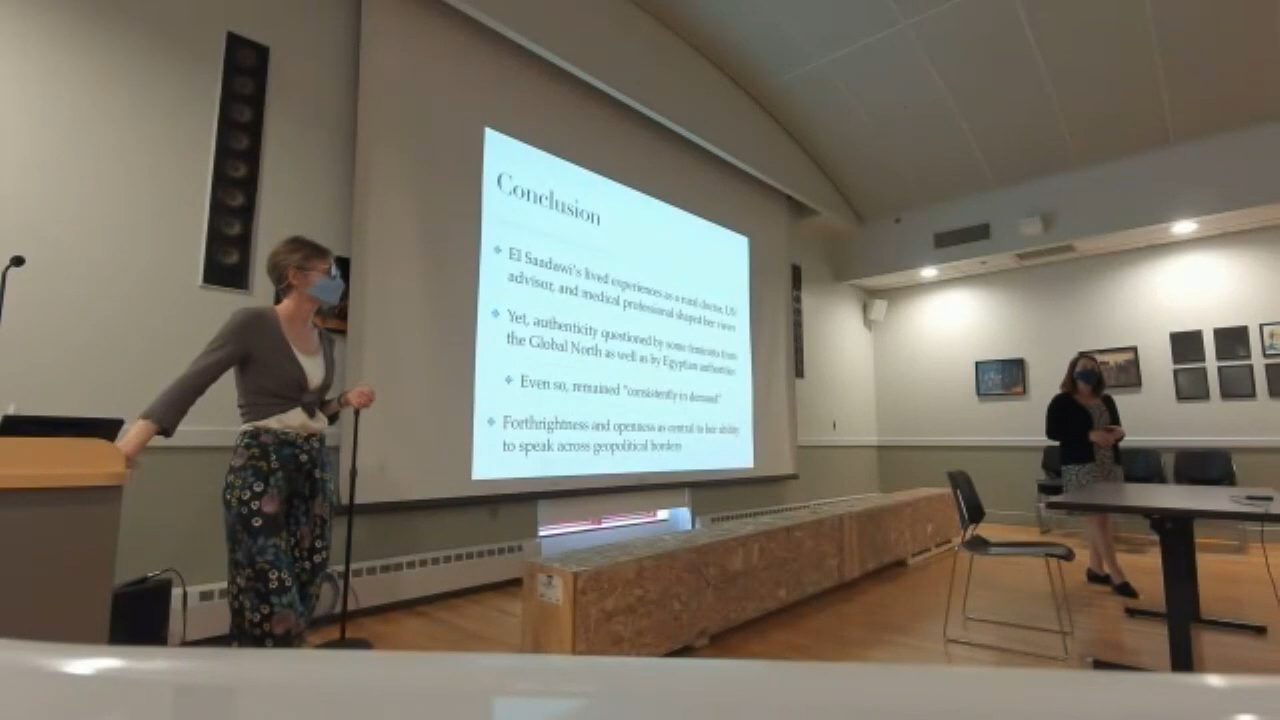 Conclusion
El Saadawi's lived experiences as a rural doctor, UN
advisor, and medical professional shaped her views
Yet, authenticity questioned by some feminists from
the Global North as well as by Egyptian authorities
Even so, remained "consistently in demand"
Forthrightness and openness as central to her ability
to speak across geopolitical borders